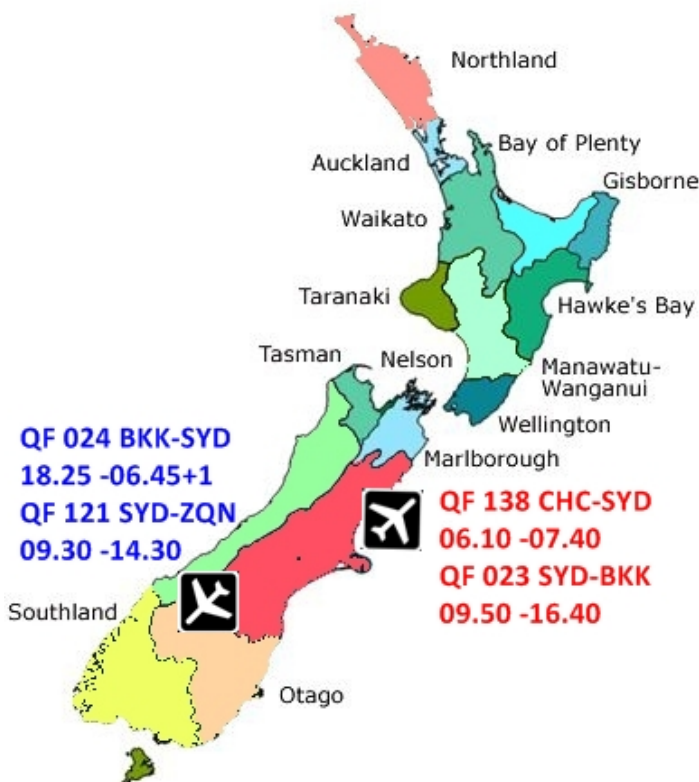 Northland
Bay of Plenty
Auckland
Gisborne
Waikato
Taranaki
Hawke's Bay
Tasman
Nelson
Manawatu-
Wanganui
Wellington
Marlborough
QF 024 BKK-SYD
18.25 -06.45+1
QF 121 SYD-ZQN
09.30 -14.30
QF 138 CHC-SYD
06.10 -07.40
QF 023 SYD-BKK
09.50 -16.40
Southland
Otago